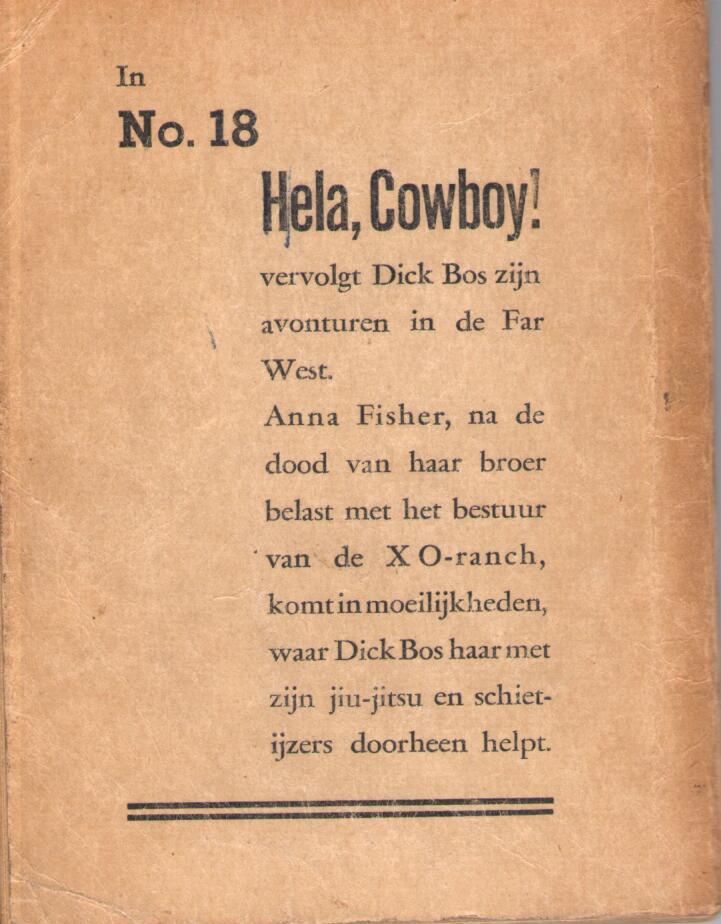 In
No. 18
Hela, Cowboy!
vervolgt Dick Bos zijn
avonturen in de Far
West.
Anna Fisher, na de
dood van haar broer
belast met het bestuur
van de XO-ranch,
komt in moeilijkheden,
waar Dick Bos haar met
zijn jiu-jitsu en schiet-
ijzers doorheen helpt.